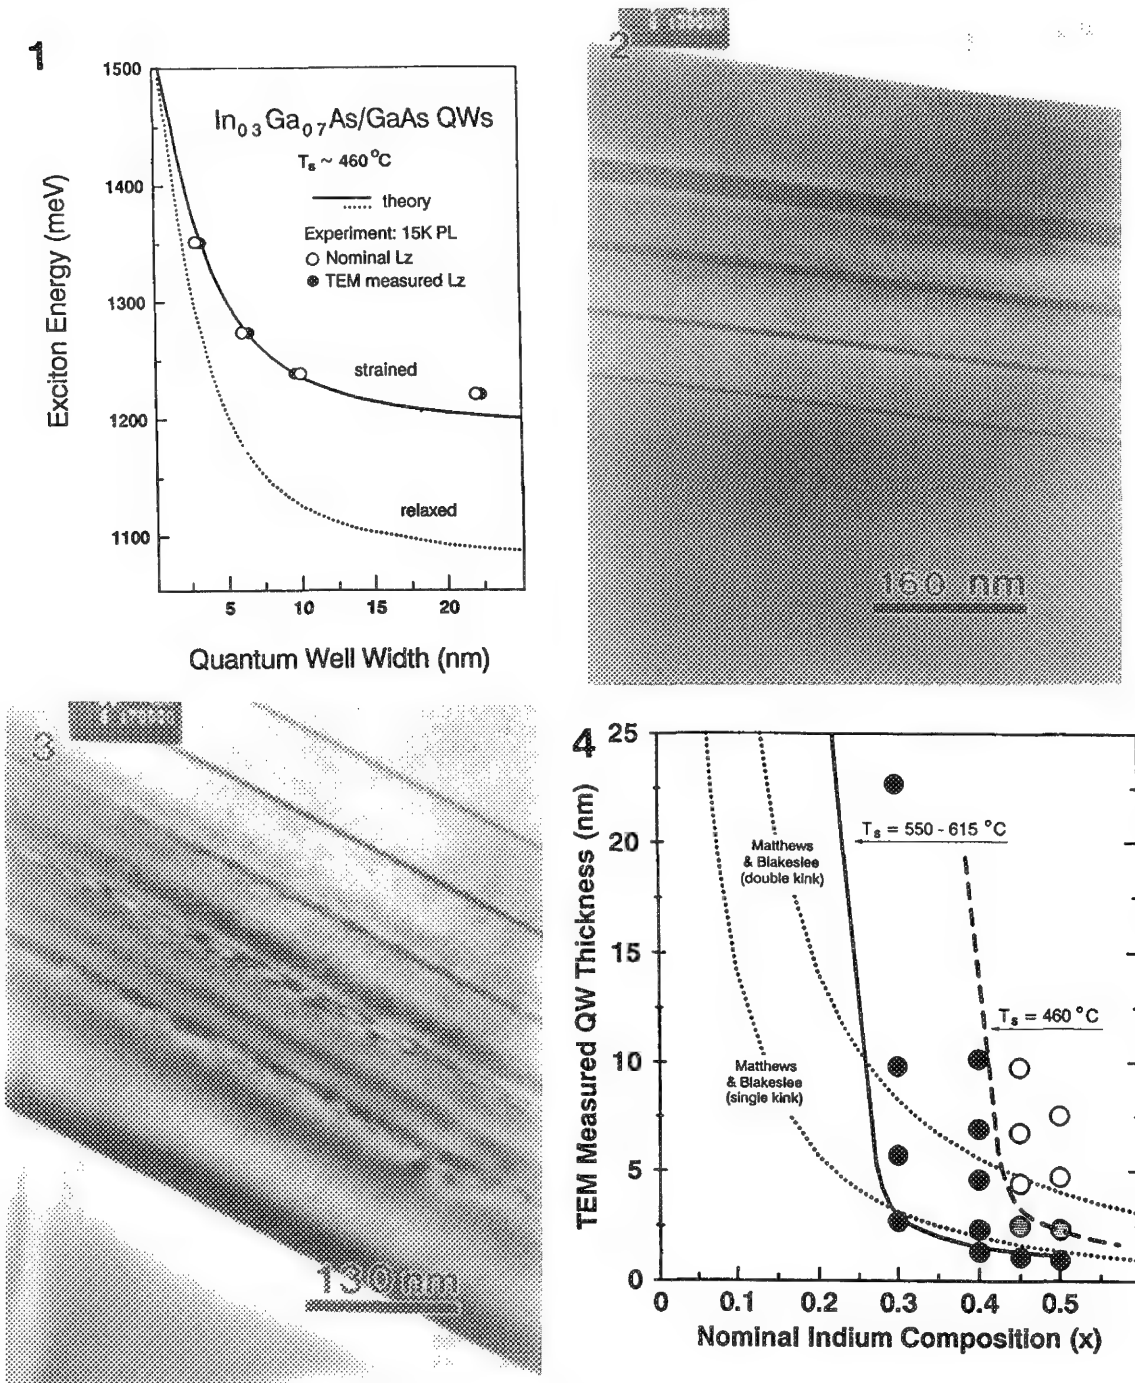 1
1500
1400
1300
1200
1100
Exciton Energy (meV)
In₀₃Ga₀₇As/GaAs QWs
Tₛ ~ 460 °C
theory
Experiment: 15K PL
Nominal Lz
TEM measured Lz
strained
relaxed
5 10 15 20
Quantum Well Width (nm)
2
160 nm
3
130 nm
4
25
20
15
10
5
0
TEM Measured QW Thickness (nm)
Tₛ = 550 - 615 °C
Matthews
& Blakeslee
(double kink)
Tₛ = 460 °C
Matthews
& Blakeslee
(single kink)
0 0.1 0.2 0.3 0.4 0.5
Nominal Indium Composition (x)